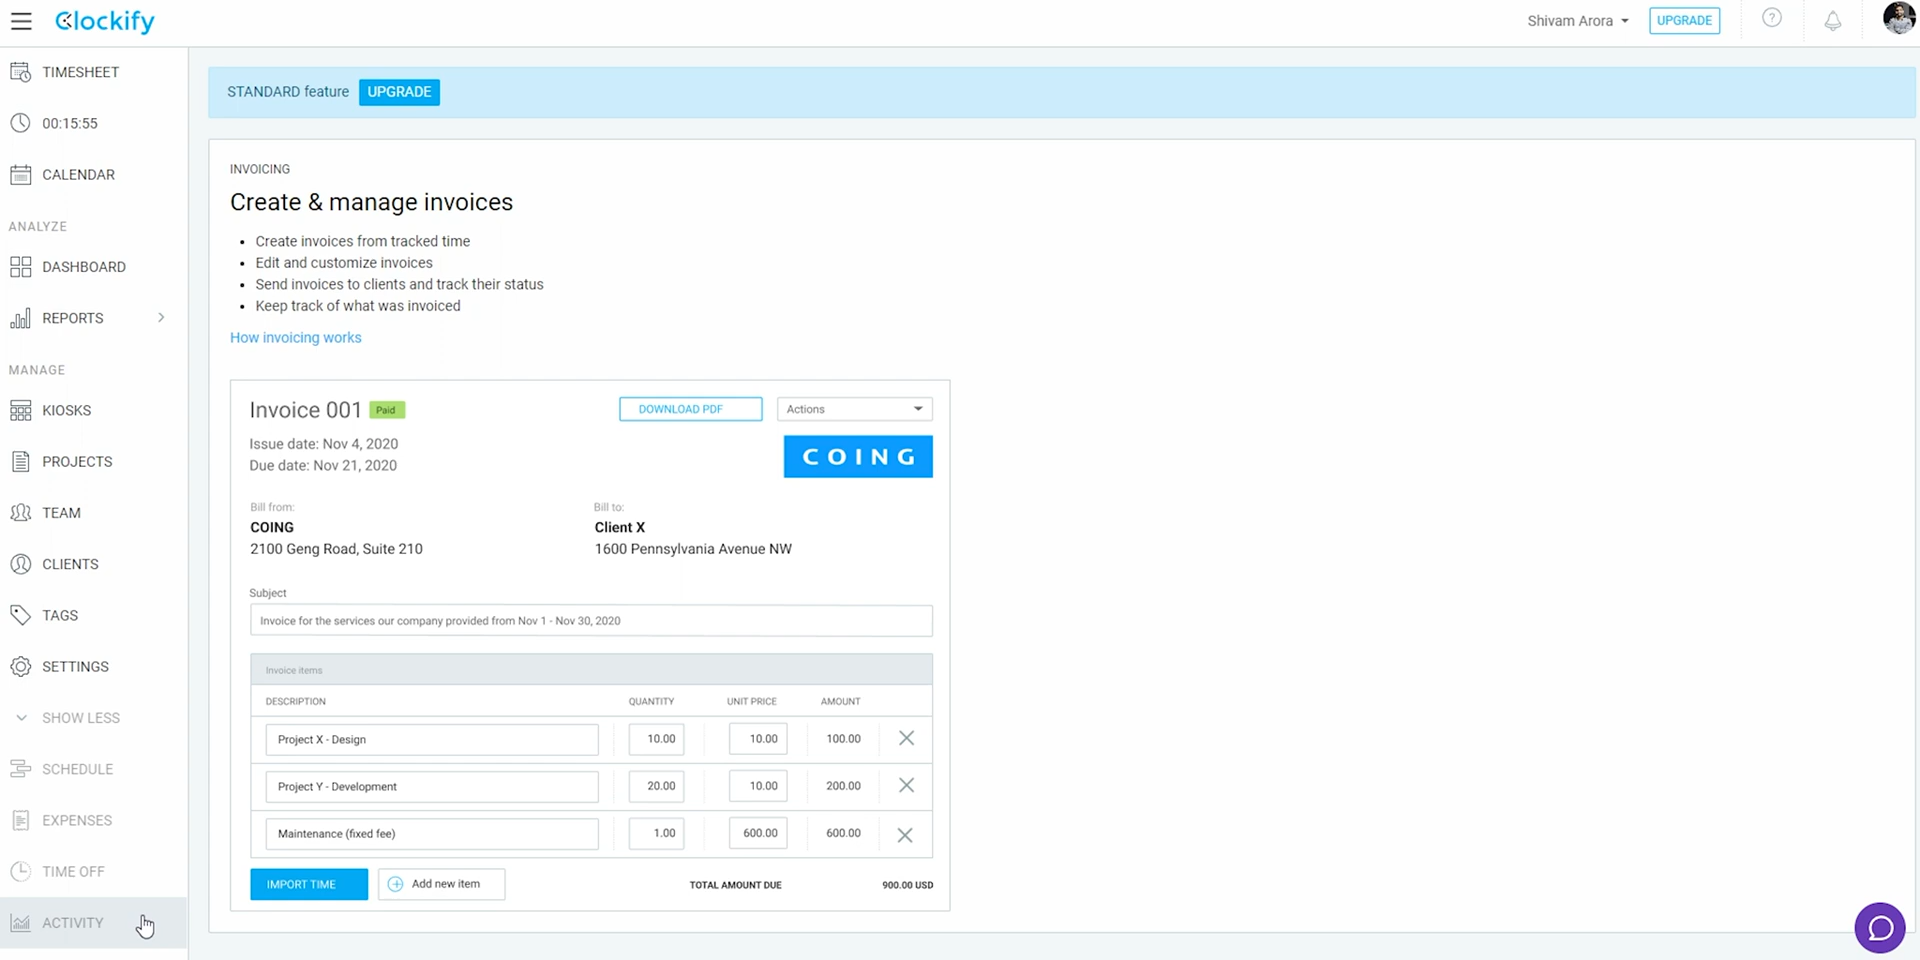 Clockify
Shivam Arora
UPGRADE
?
TIMESHEET
00:15:55
CALENDAR
ANALYZE
DASHBOARD
REPORTS
MANAGE
KIOSKS
PROJECTS
TEAM
CLIENTS
TAGS
SETTINGS
SHOW LESS
SCHEDULE
EXPENSES
TIME OFF
ACTIVITY
STANDARD feature UPGRADE
INVOICING
Create & manage invoices
• Create invoices from tracked time
• Edit and customize invoices
• Send invoices to clients and track their status
• Keep track of what was invoiced
How invoicing works
Invoice 001 Paid
DOWNLOAD PDF
Actions
Issue date: Nov 4, 2020
Due date: Nov 21, 2020
COING
Bill from:
COING
2100 Geng Road, Suite 210
Bill to:
Client X
1600 Pennsylvania Avenue NW
Subject
Invoice for the services our company provided from Nov 1 - Nov 30, 2020
Invoice items
DESCRIPTION QUANTITY UNIT PRICE AMOUNT
Project X - Design 10.00 10.00 100.00
Project Y - Development 20.00 10.00 200.00
Maintenance (fixed fee) 1.00 600.00 600.00
IMPORT TIME Add new item TOTAL AMOUNT DUE 900.00 USD